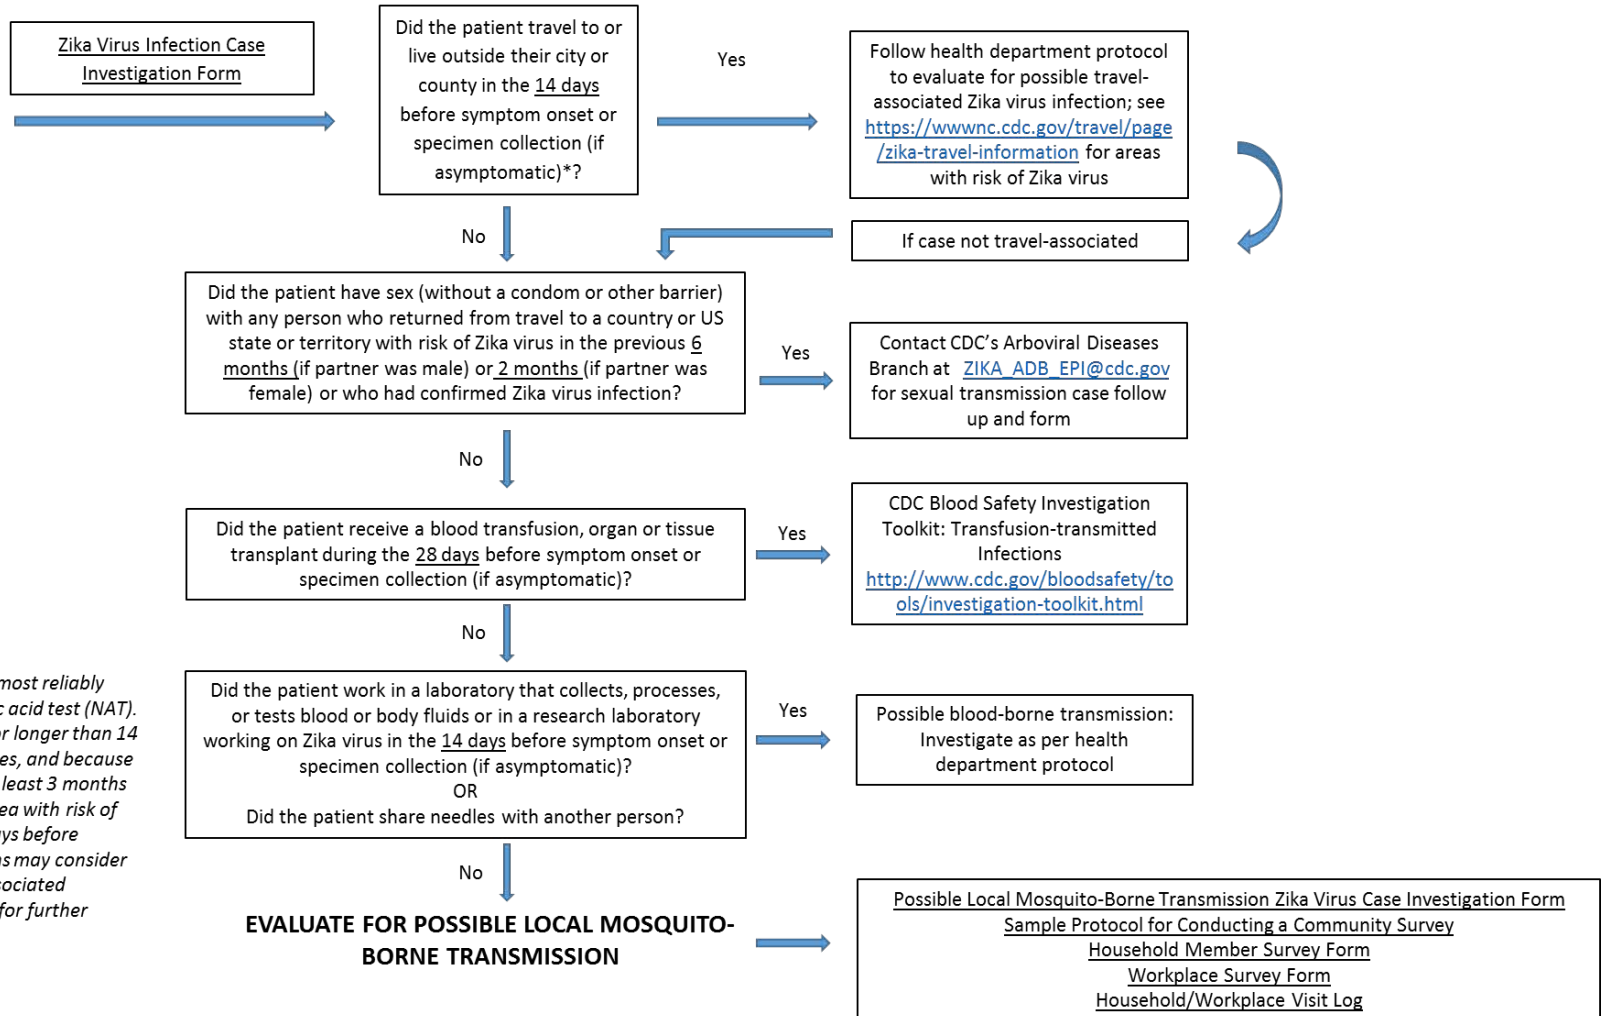 Zika Virus Infection Case
Investigation Form
Did the patient travel to or
live outside their city or
county in the 14 days
before symptom onset or
specimen collection (if
asymptomatic)*?
Yes
Follow health department protocol
to evaluate for possible travel-
associated Zika virus infection; see
https://wwwnc.cdc.gov/travel/page
/zika-travel-information for areas
with risk of Zika virus
No
If case not travel-associated
Did the patient have sex (without a condom or other barrier)
with any person who returned from travel to a country or US
state or territory with risk of Zika virus in the previous 6
months (if partner was male) or 2 months (if partner was
female) or who had confirmed Zika virus infection?
Yes
Contact CDC’s Arboviral Diseases
Branch at ZIKA_ADB_EPI@cdc.gov
for sexual transmission case follow
up and form
No
Did the patient receive a blood transfusion, organ or tissue
transplant during the 28 days before symptom onset or
specimen collection (if asymptomatic)?
Yes
CDC Blood Safety Investigation
Toolkit: Transfusion-transmitted
Infections
http://www.cdc.gov/bloodsafety/to
ols/investigation-toolkit.html
No
most reliably
c acid test (NAT).
or longer than 14
es, and because
least 3 months
ea with risk of
ys before
ns may consider
sociated
for further
Did the patient work in a laboratory that collects, processes,
or tests blood or body fluids or in a research laboratory
working on Zika virus in the 14 days before symptom onset or
specimen collection (if asymptomatic)?
OR
Did the patient share needles with another person?
Yes
Possible blood-borne transmission:
Investigate as per health
department protocol
No
EVALUATE FOR POSSIBLE LOCAL MOSQUITO-
BORNE TRANSMISSION
Possible Local Mosquito-Borne Transmission Zika Virus Case Investigation Form
Sample Protocol for Conducting a Community Survey
Household Member Survey Form
Workplace Survey Form
Household/Workplace Visit Log